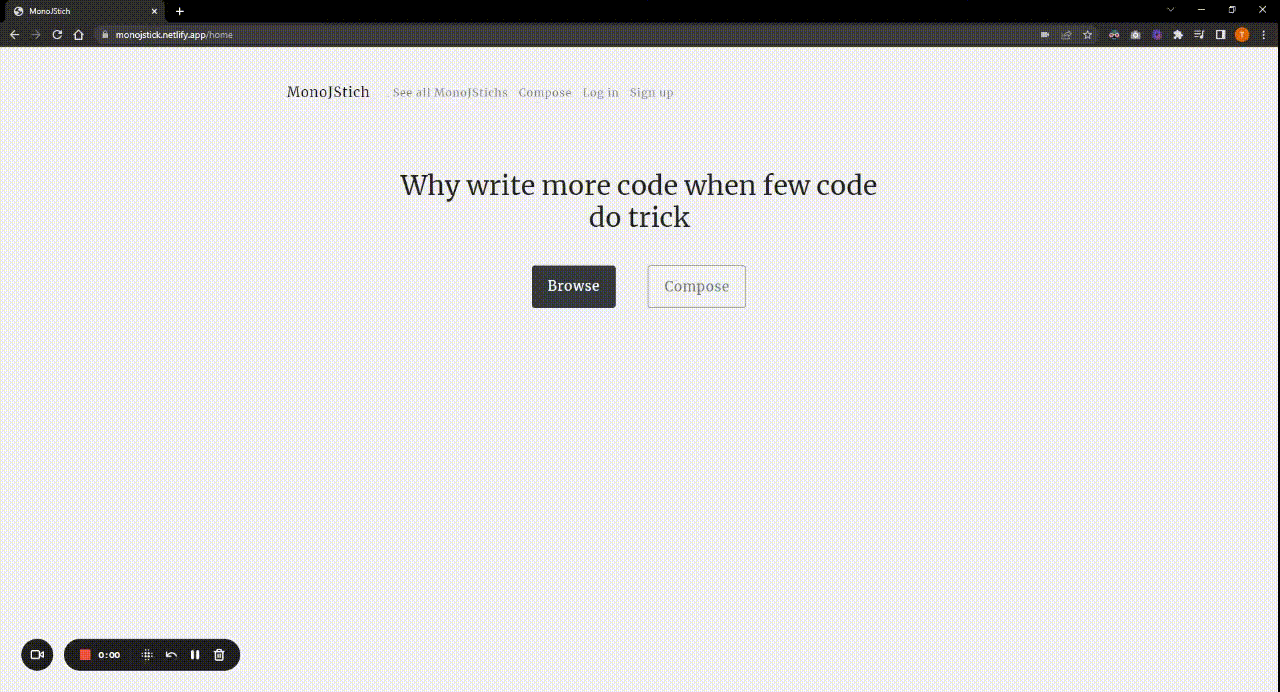 MonoJStich
monojstick.netlify.app/home
MonoJStich See all MonoJStichs Compose Log in Sign up
Why write more code when few code
do trick
Browse Compose
T
0:00